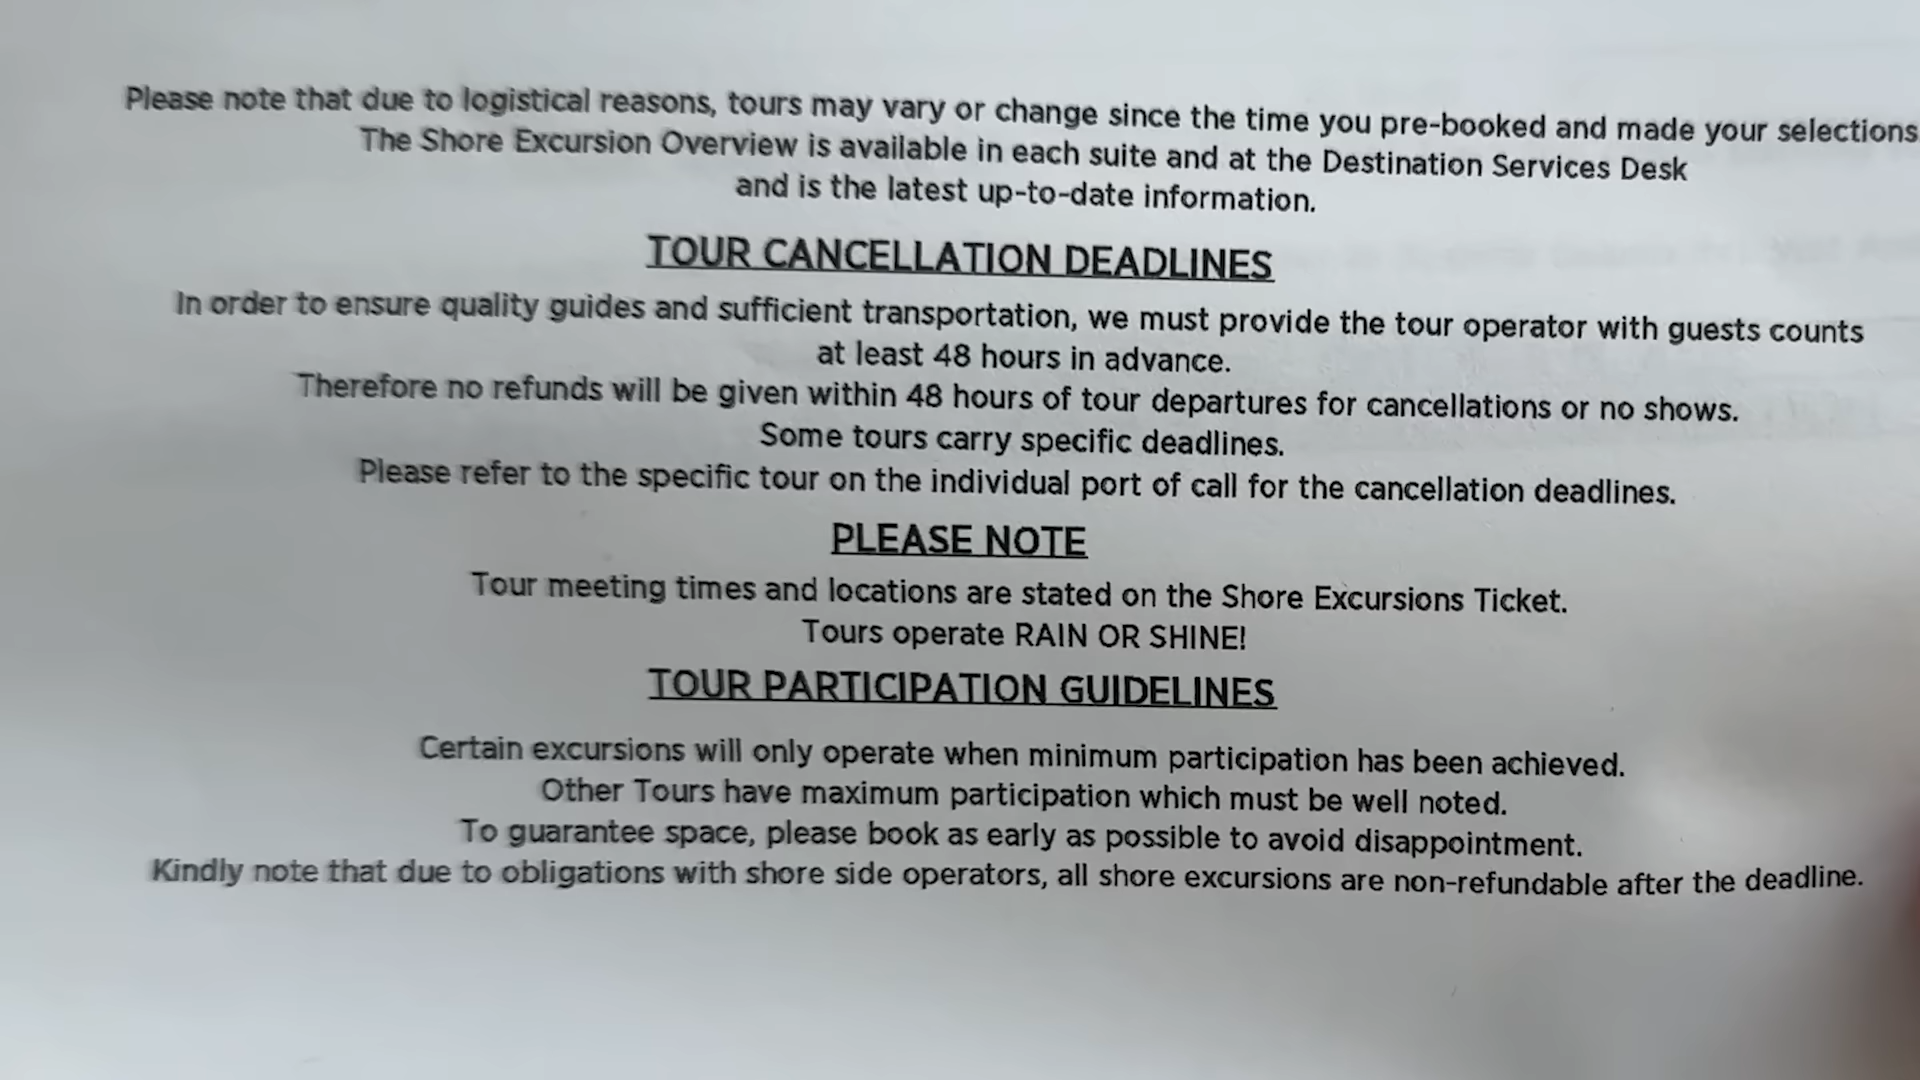 Please note that due to logistical reasons, tours may vary or change since the time you pre-booked and made your selections.
The Shore Excursion Overview is available in each suite and at the Destination Services Desk
and is the latest up-to-date information.
TOUR CANCELLATION DEADLINES
In order to ensure quality guides and sufficient transportation, we must provide the tour operator with guests counts
at least 48 hours in advance.
Therefore no refunds will be given within 48 hours of tour departures for cancellations or no shows.
Some tours carry specific deadlines.
Please refer to the specific tour on the individual port of call for the cancellation deadlines.
PLEASE NOTE
Tour meeting times and locations are stated on the Shore Excursions Ticket.
Tours operate RAIN OR SHINE!
TOUR PARTICIPATION GUIDELINES
Certain excursions will only operate when minimum participation has been achieved.
Other Tours have maximum participation which must be well noted.
To guarantee space, please book as early as possible to avoid disappointment.
Kindly note that due to obligations with shore side operators, all shore excursions are non-refundable after the deadline.